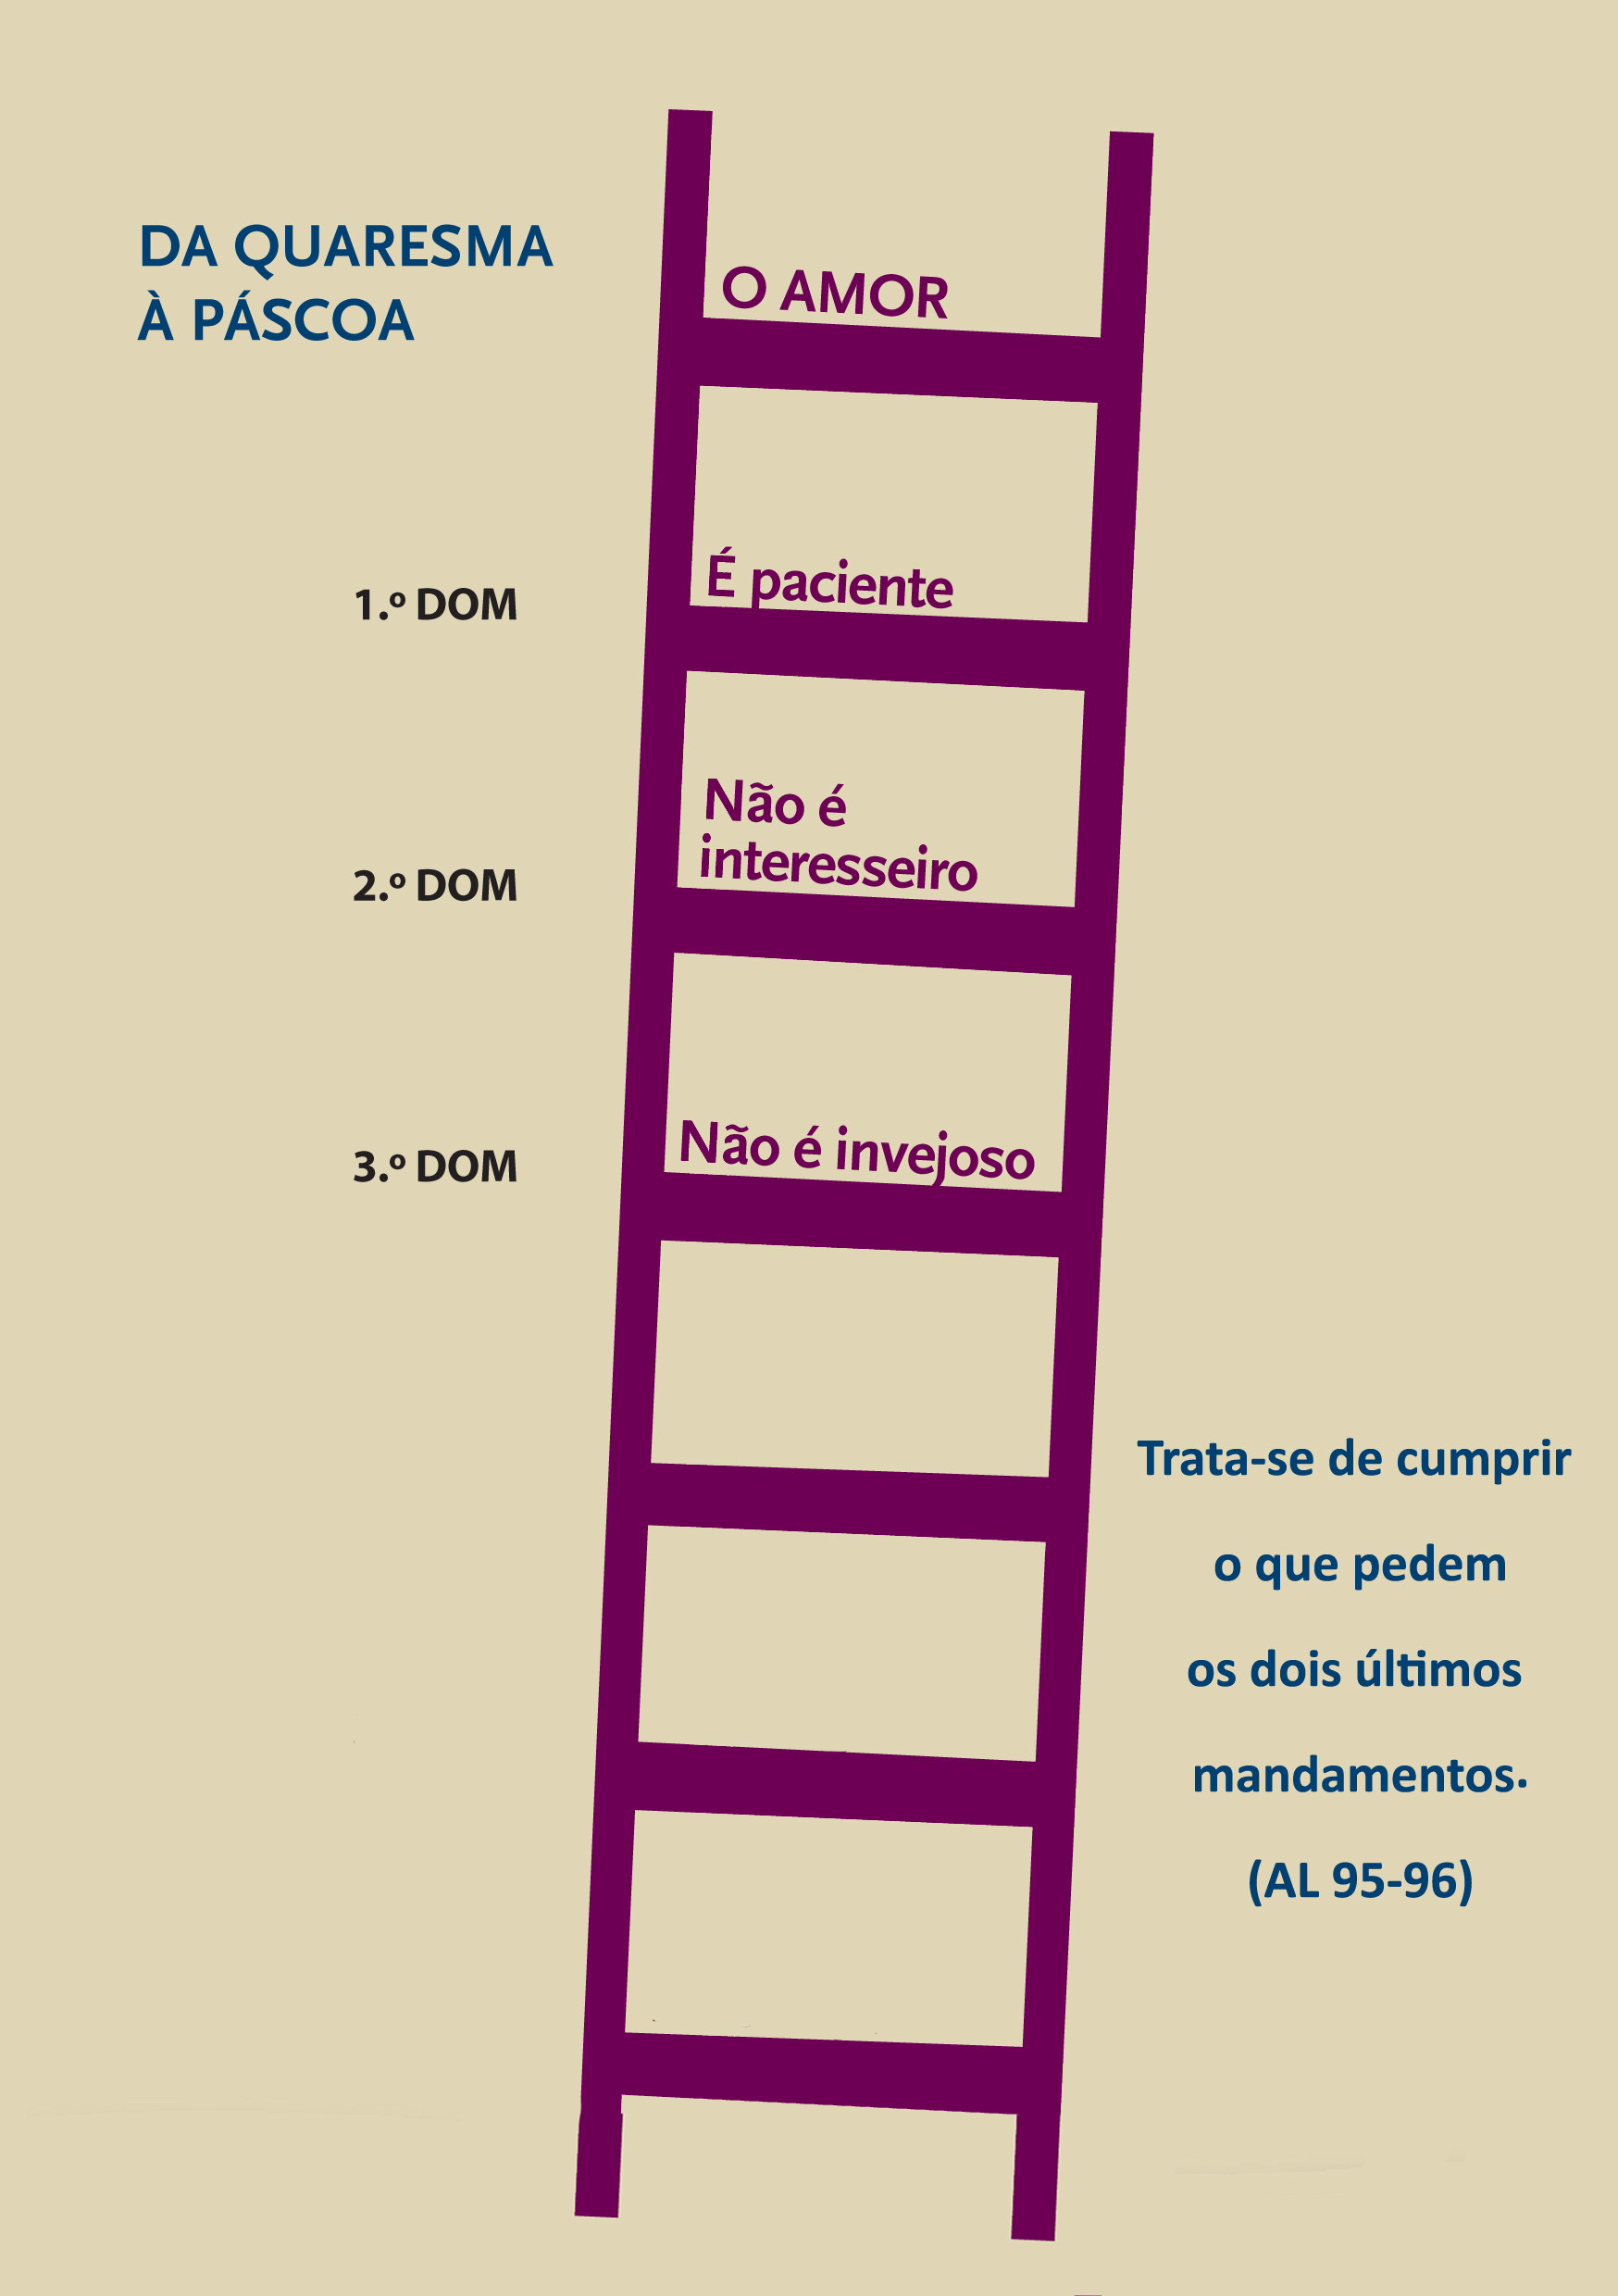 DA QUARESMA
À PÁSCOA
O AMOR
1.º DOM
É paciente
2.º DOM
Não é
interesseiro
3.º DOM
Não é invejoso
Trata-se de cumprir
o que pedem
os dois últimos
mandamentos.
(AL 95-96)